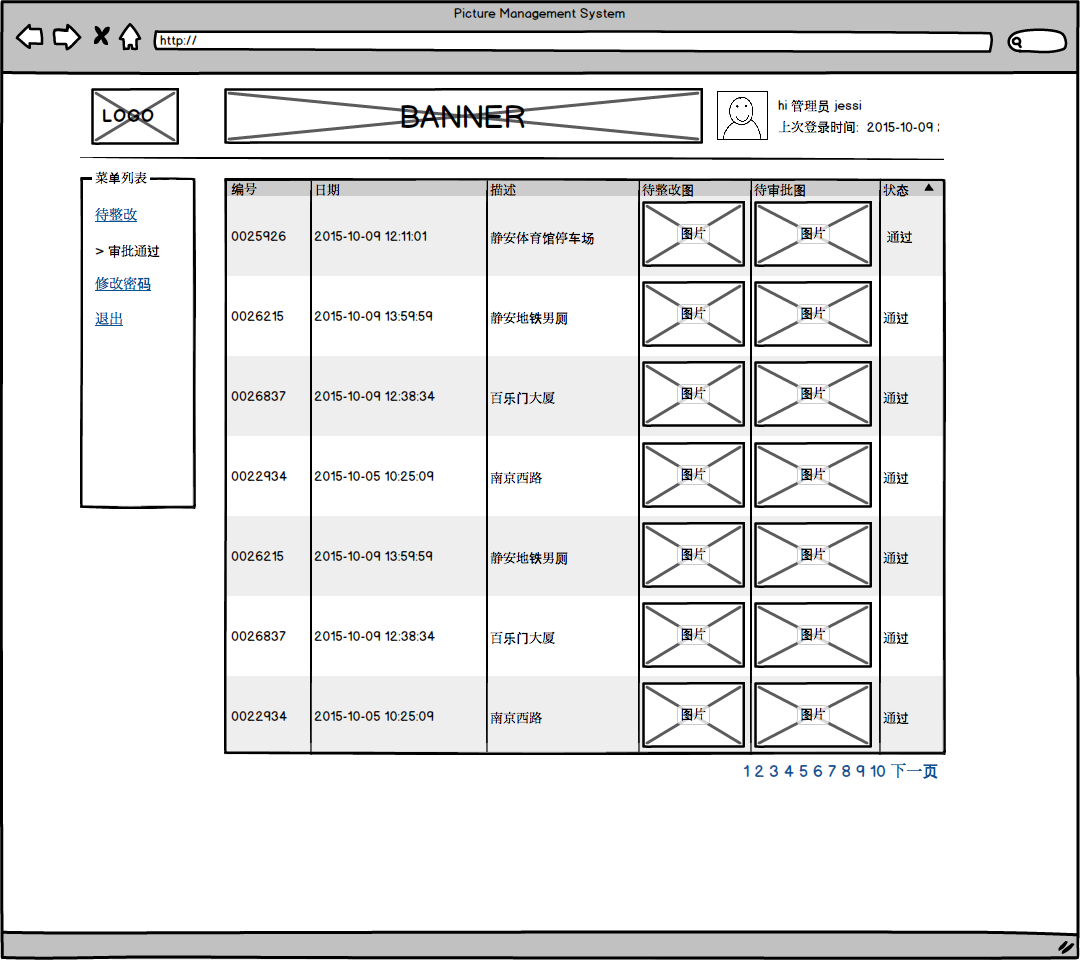 Picture Management System
http://
LOGO
BANNER
hi 管理员 jessi
上次登录时间: 2015-10-09 :
菜单列表
待整改
> 审批通过
修改密码
退出
编号 日期 描述 待整改图 待审批图 状态
0025926 2015-10-09 12:11:01 静安体育馆停车场 图片 图片 通过
0026215 2015-10-09 13:59:59 静安地铁男厕 图片 图片 通过
0026837 2015-10-09 12:38:34 百乐门大厦 图片 图片 通过
0022934 2015-10-05 10:25:09 南京西路 图片 图片 通过
0026215 2015-10-09 13:59:59 静安地铁男厕 图片 图片 通过
0026837 2015-10-09 12:38:34 百乐门大厦 图片 图片 通过
0022934 2015-10-05 10:25:09 南京西路 图片 图片 通过
1 2 3 4 5 6 7 8 9 10 下一页